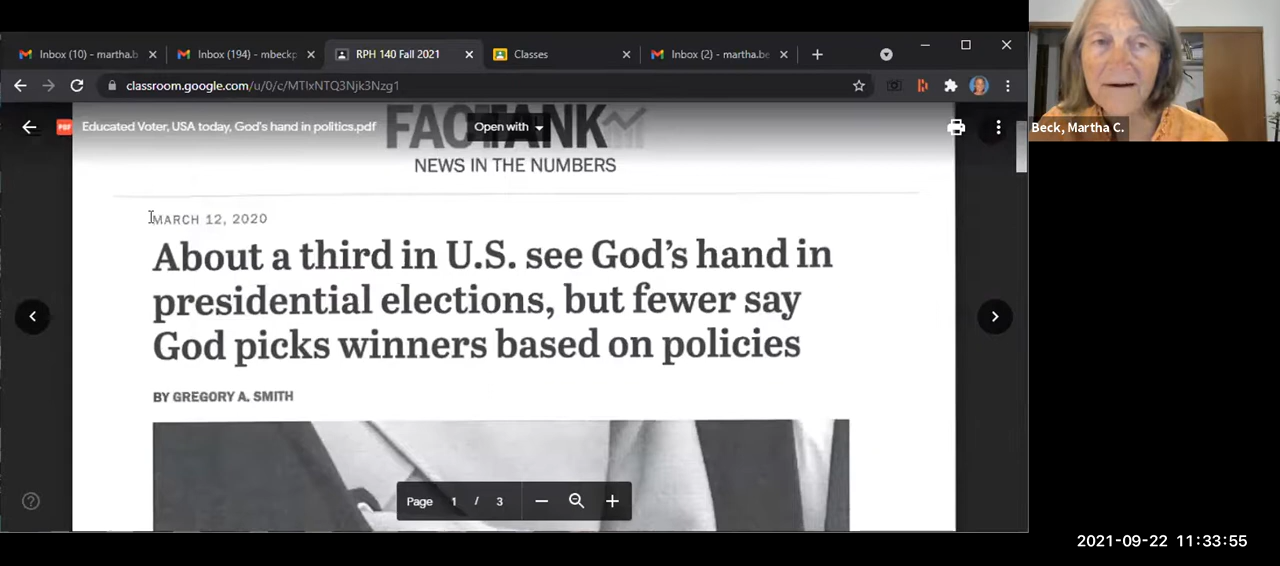 Inbox (10) - martha.b
Inbox (194) - mbeckp
RPH 140 Fall 2021
Classes
Inbox (2) - martha.be
classroom.google.com/u/0/c/MTIxNTQ3Njk3Nzg1
PDF
Educated Voter, USA today, God's hand in politics.pdf
FACTTANK
Open with
NEWS IN THE NUMBERS
MARCH 12, 2020
About a third in U.S. see God's hand in
presidential elections, but fewer say
God picks winners based on policies
BY GREGORY A. SMITH
Page 1 / 3
Beck, Martha C.
2021-09-22 11:33:55